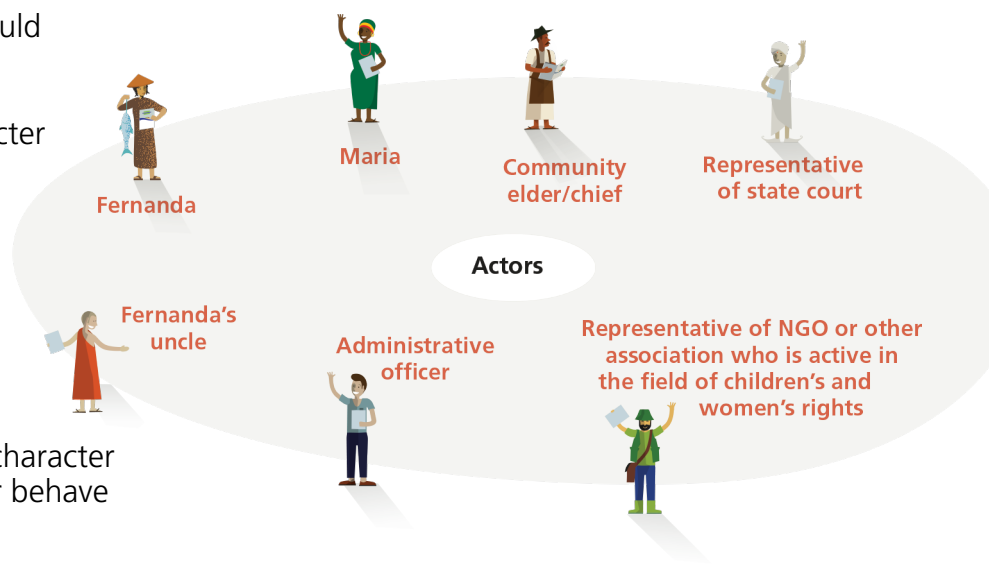 ould
cter
Fernanda
Maria
Community
elder/chief
Representative
of state court
Actors
Fernanda’s
uncle
Administrative
officer
Representative of NGO or other
association who is active in
the field of children’s and
women’s rights
character
behave